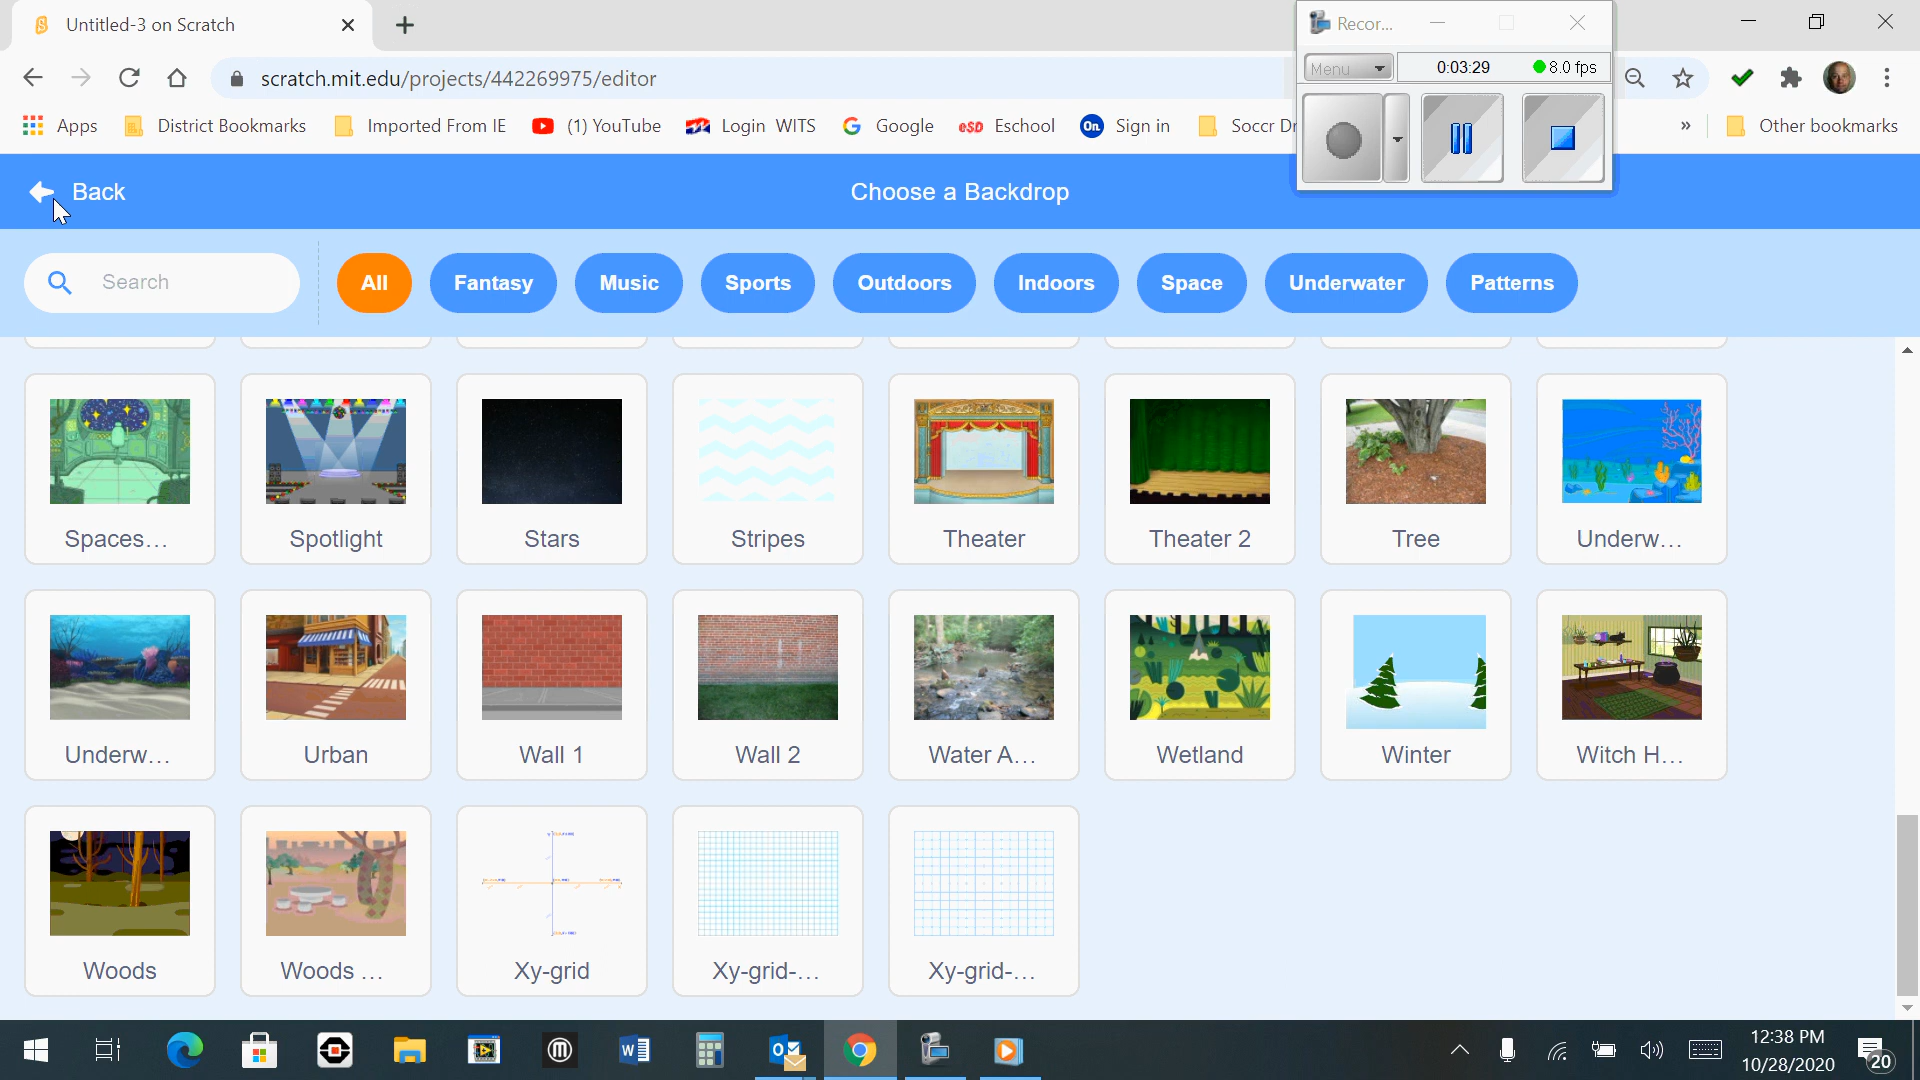 Untitled-3 on Scratch
Recor...
scratch.mit.edu/projects/442269975/editor
Menu
0:03:29
8.0 fps
Apps
District Bookmarks
Imported From IE
(1) YouTube
Login WITS
Google
eSD Eschool
On Sign in
Soccr Dr
»
Other bookmarks
Back
Choose a Backdrop
Search
All
Fantasy
Music
Sports
Outdoors
Indoors
Space
Underwater
Patterns
Spaces...
Spotlight
Stars
Stripes
Theater
Theater 2
Tree
Underw...
Underw...
Urban
Wall 1
Wall 2
Water A...
Wetland
Winter
Witch H...
Woods
Woods ...
Xy-grid
Xy-grid-...
Xy-grid-...
12:38 PM
10/28/2020
20